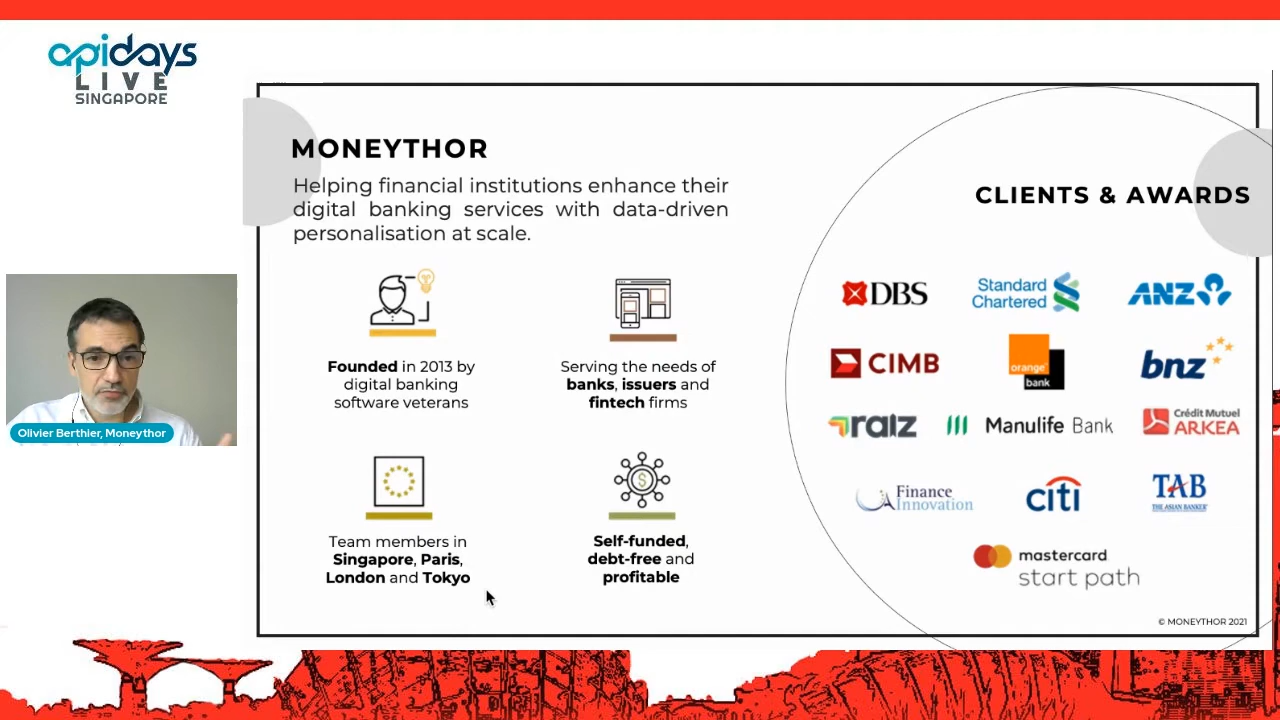 apidays
LIVE
SINGAPORE
MONEYTHOR
Helping financial institutions enhance their
digital banking services with data-driven
personalisation at scale.
Founded in 2013 by
digital banking
software veterans
Serving the needs of
banks, issuers and
fintech firms
Team members in
Singapore, Paris,
London and Tokyo
Self-funded,
debt-free and
profitable
CLIENTS & AWARDS
DBS
Standard
Chartered
ANZ
CIMB
orange
bank
bnz
raiz
Manulife Bank
Crédit Mutuel
ARKEA
Finance
Innovation
citi
TAB
THE ASIAN BANKER
mastercard
start path
© MONEYTHOR 2021
Olivier Berthier, Moneythor